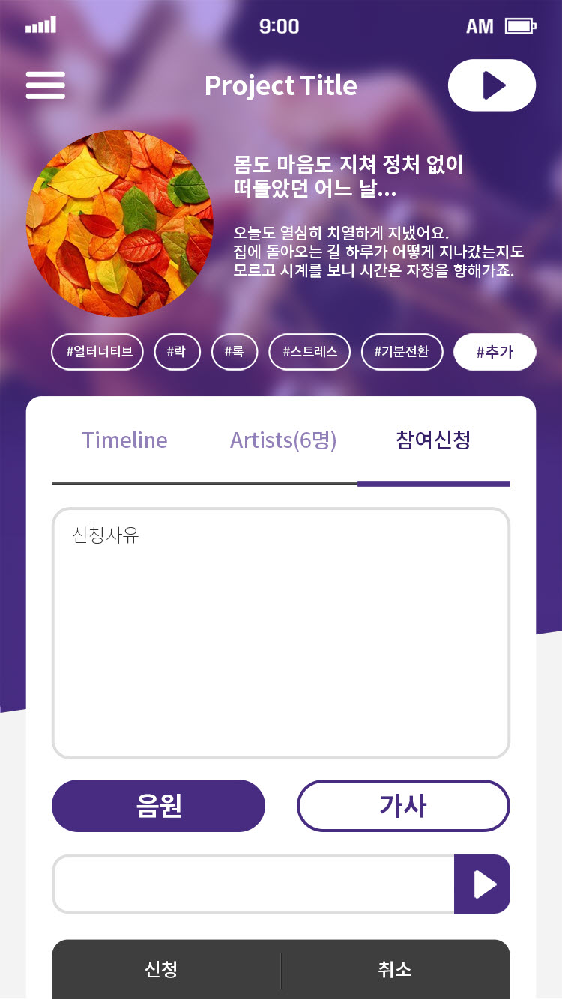 9:00 AM
Project Title
몸도 마음도 지쳐 정처 없이
떠돌았던 어느 날...
오늘도 열심히 치열하게 지냈어요.
집에 돌아오는 길 하루가 어떻게 지나갔는지도
모르고 시계를 보니 시간은 자정을 향해가죠.
#얼터너티브 #락 #록 #스트레스 #기분전환 #추가
Timeline Artists(6명) 참여신청
신청사유
음원 가사
신청 취소